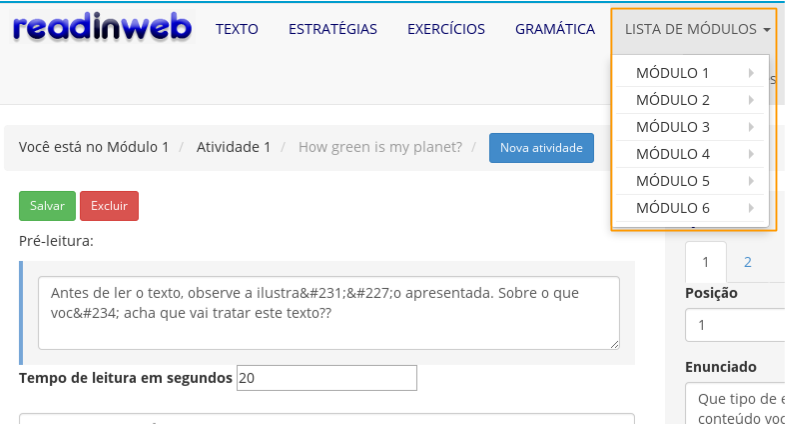 readinweb TEXTO ESTRATÉGIAS EXERCÍCIOS GRAMÁTICA LISTA DE MÓDULOS
MÓDULO 1
MÓDULO 2
MÓDULO 3
MÓDULO 4
MÓDULO 5
MÓDULO 6
Você está no Módulo 1 / Atividade 1 / How green is my planet? / Nova atividade
Salvar Excluir
Pré-leitura:
Antes de ler o texto, observe a ilustra&#231;&#227;o apresentada. Sobre o que
voc&#234; acha que vai tratar este texto??
Tempo de leitura em segundos 20
1 2
Posição
1
Enunciado
Que tipo de
conteúdo